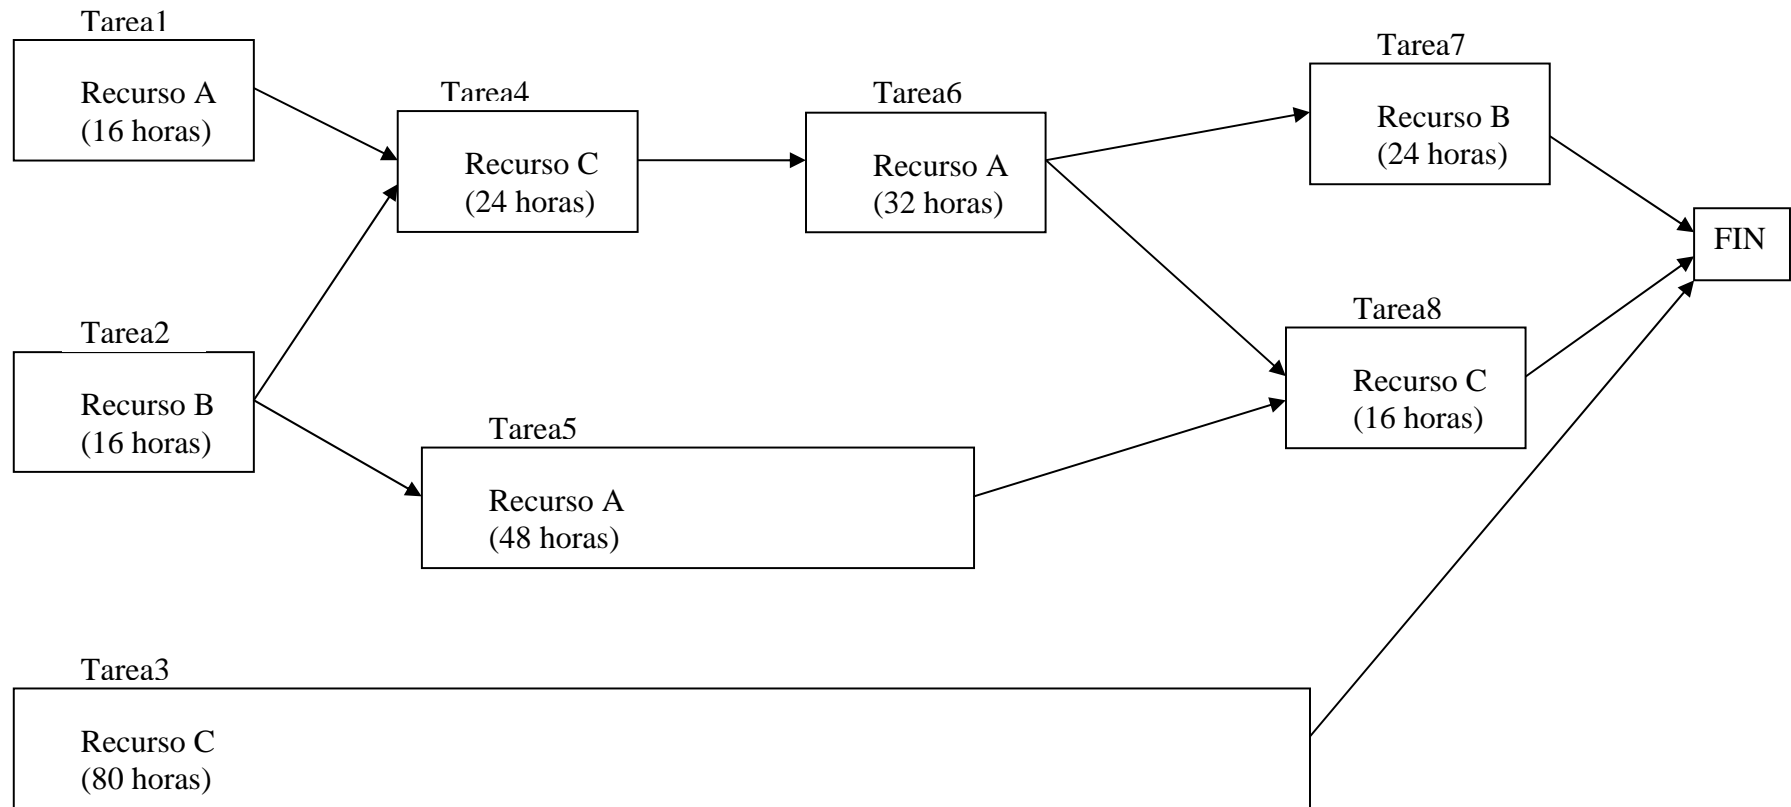 Tarea1
Recurso A
(16 horas)
Tarea4
Recurso C
(24 horas)
Tarea6
Recurso A
(32 horas)
Tarea7
Recurso B
(24 horas)
FIN
Tarea2
Recurso B
(16 horas)
Tarea5
Recurso A
(48 horas)
Tarea8
Recurso C
(16 horas)
Tarea3
Recurso C
(80 horas)